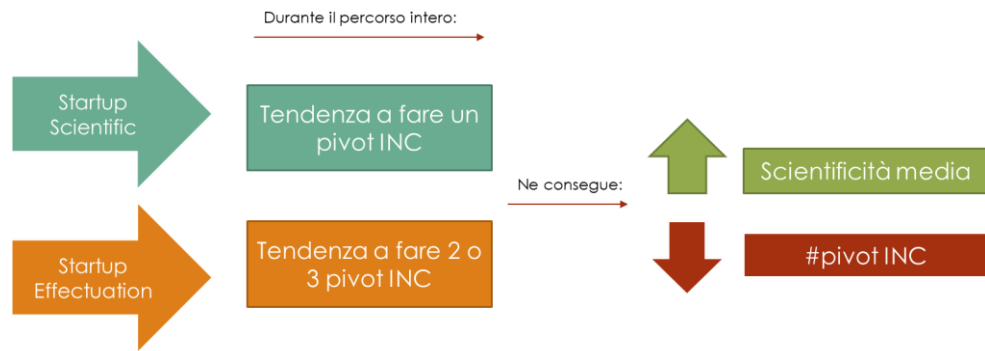 Durante il percorso intero:
Startup
Scientific
Tendenza a fare un
pivot INC
Startup
Effectuation
Tendenza a fare 2 o
3 pivot INC
Ne consegue:
Scientificità media
#pivot INC